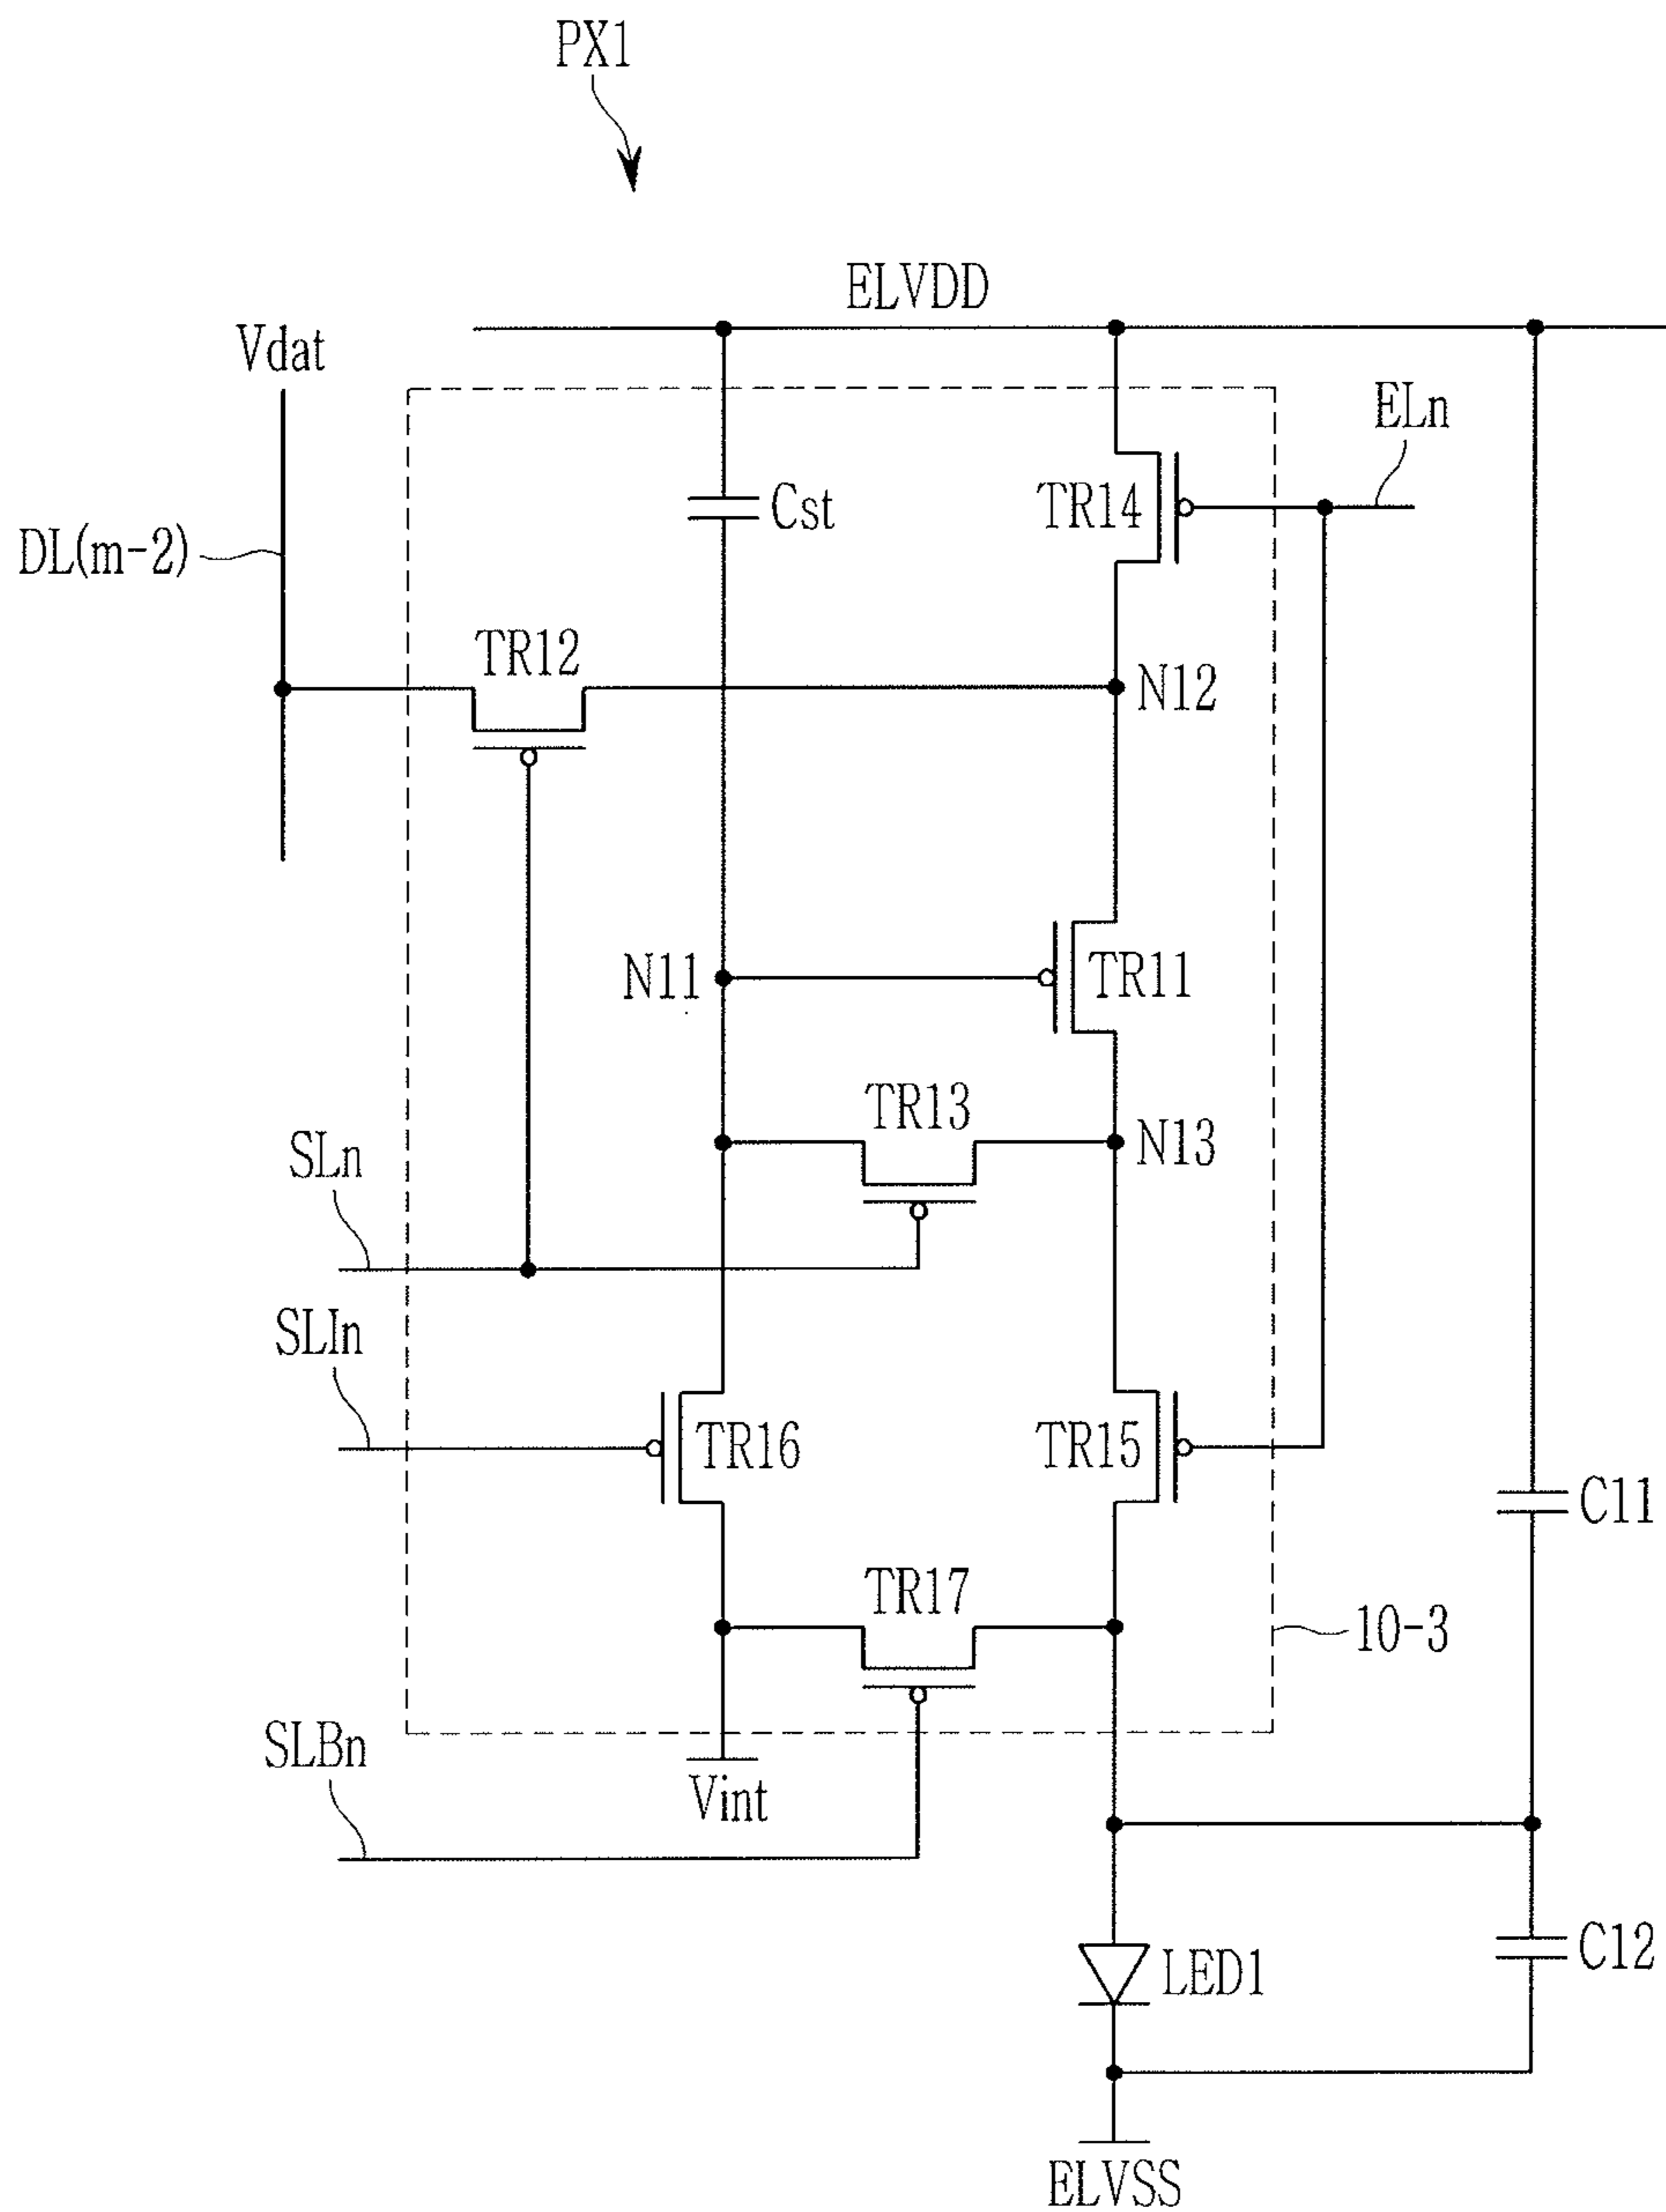 PX1
ELVDD
Vdat
ELn
TR14
Cst
DL(m-2)
TR12
N12
N11
TR11
TR13
N13
SLn
SLIn
TR16
TR15
C11
TR17
10-3
SLBn
Vint
C12
LED1
ELVSS